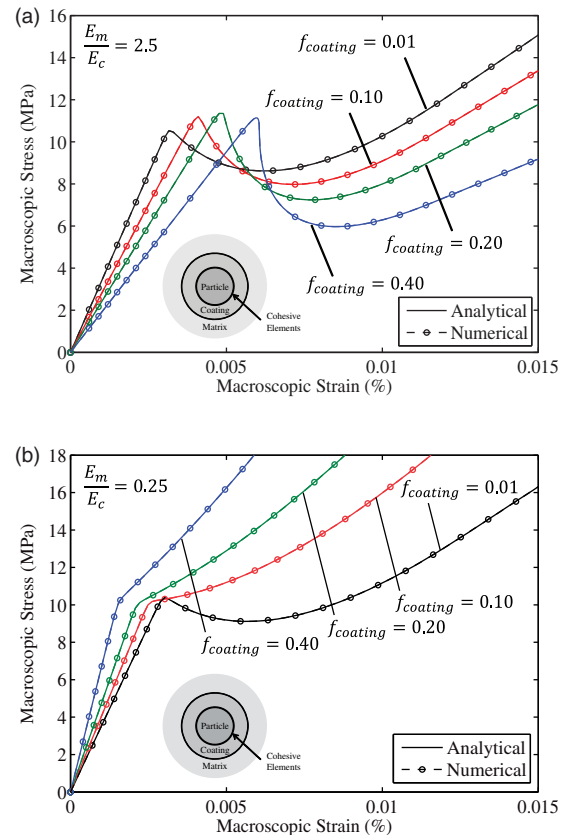 (a)
E_m/E_c = 2.5
f_coating = 0.01
f_coating = 0.10
f_coating = 0.20
f_coating = 0.40
16
14
12
10
8
6
4
2
0
Macroscopic Stress (MPa)
Particle
Coating
Matrix
Cohesive
Elements
Analytical
Numerical
0
0.005
0.01
0.015
Macroscopic Strain (%)
(b)
E_m/E_c = 0.25
f_coating = 0.01
f_coating = 0.10
f_coating = 0.20
f_coating = 0.40
18
16
14
12
10
8
6
4
2
0
Macroscopic Stress (MPa)
Particle
Coating
Matrix
Cohesive
Elements
Analytical
Numerical
0
0.005
0.01
0.015
Macroscopic Strain (%)